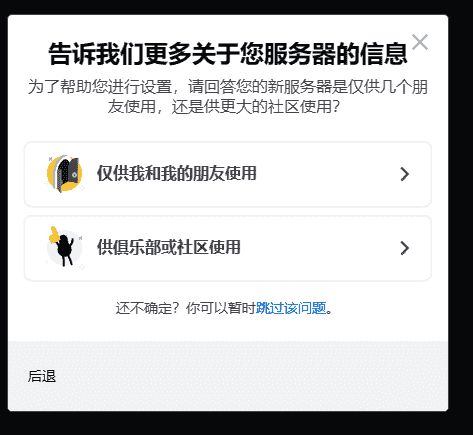 告诉我们更多关于您服务器的信息
为了帮助您进行设置，请回答您的新服务器是仅供几个朋
友使用，还是供更大的社区使用？
仅供我和我的朋友使用
供俱乐部或社区使用
还不确定？你可以暂时跳过该问题。
后退